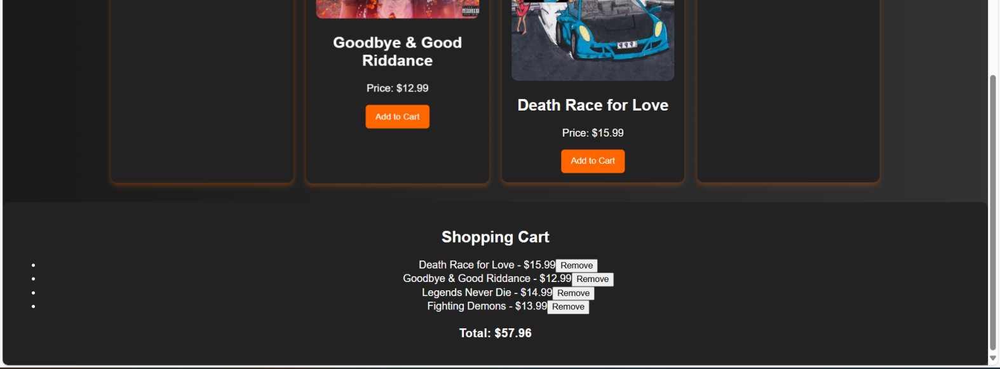 Goodbye & Good
Riddance
Price: $12.99
Add to Cart
999
Death Race for Love
Price: $15.99
Add to Cart
Shopping Cart
Death Race for Love - $15.99 Remove
Goodbye & Good Riddance - $12.99 Remove
Legends Never Die - $14.99 Remove
Fighting Demons - $13.99 Remove
Total: $57.96